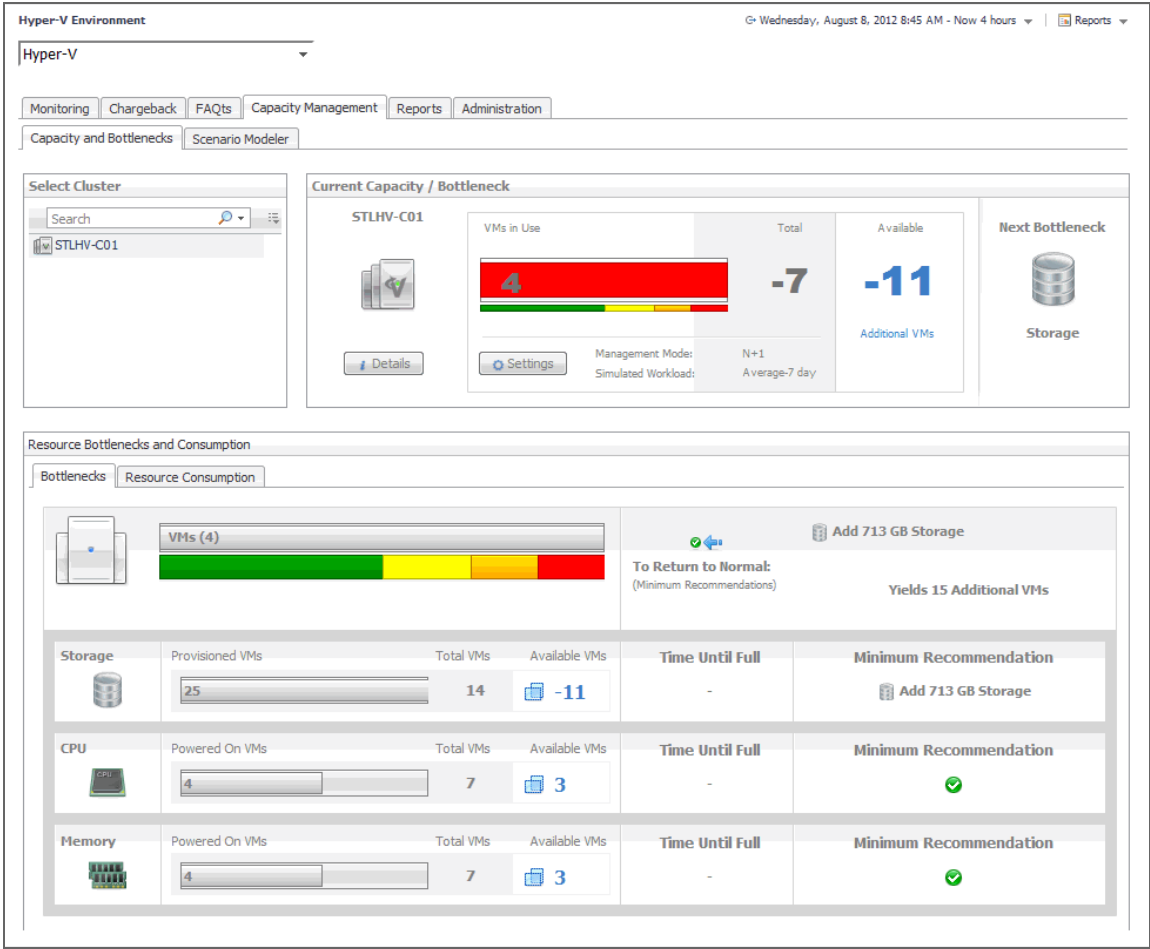 Hyper-V Environment
Wednesday, August 8, 2012 8:45 AM - Now 4 hours
Reports
Hyper-V
Monitoring Chargeback FAQts Capacity Management Reports Administration
Capacity and Bottlenecks Scenario Modeler
Select Cluster
Search
STLHV-C01
Current Capacity / Bottleneck
STLHV-C01
Details
VMs in Use Total Available
4 -7 -11
Additional VMs
Settings
Management Mode: N+1
Simulated Workload: Average-7 day
Next Bottleneck
Storage
Resource Bottlenecks and Consumption
Bottlenecks Resource Consumption
VMs (4)
To Return to Normal:
(Minimum Recommendations)
Add 713 GB Storage
Yields 15 Additional VMs
Storage Provisioned VMs Total VMs Available VMs Time Until Full Minimum Recommendation
25 14 -11 - Add 713 GB Storage
CPU Powered On VMs Total VMs Available VMs Time Until Full Minimum Recommendation
CPU 4 7 3 -
Memory Powered On VMs Total VMs Available VMs Time Until Full Minimum Recommendation
4 7 3 -